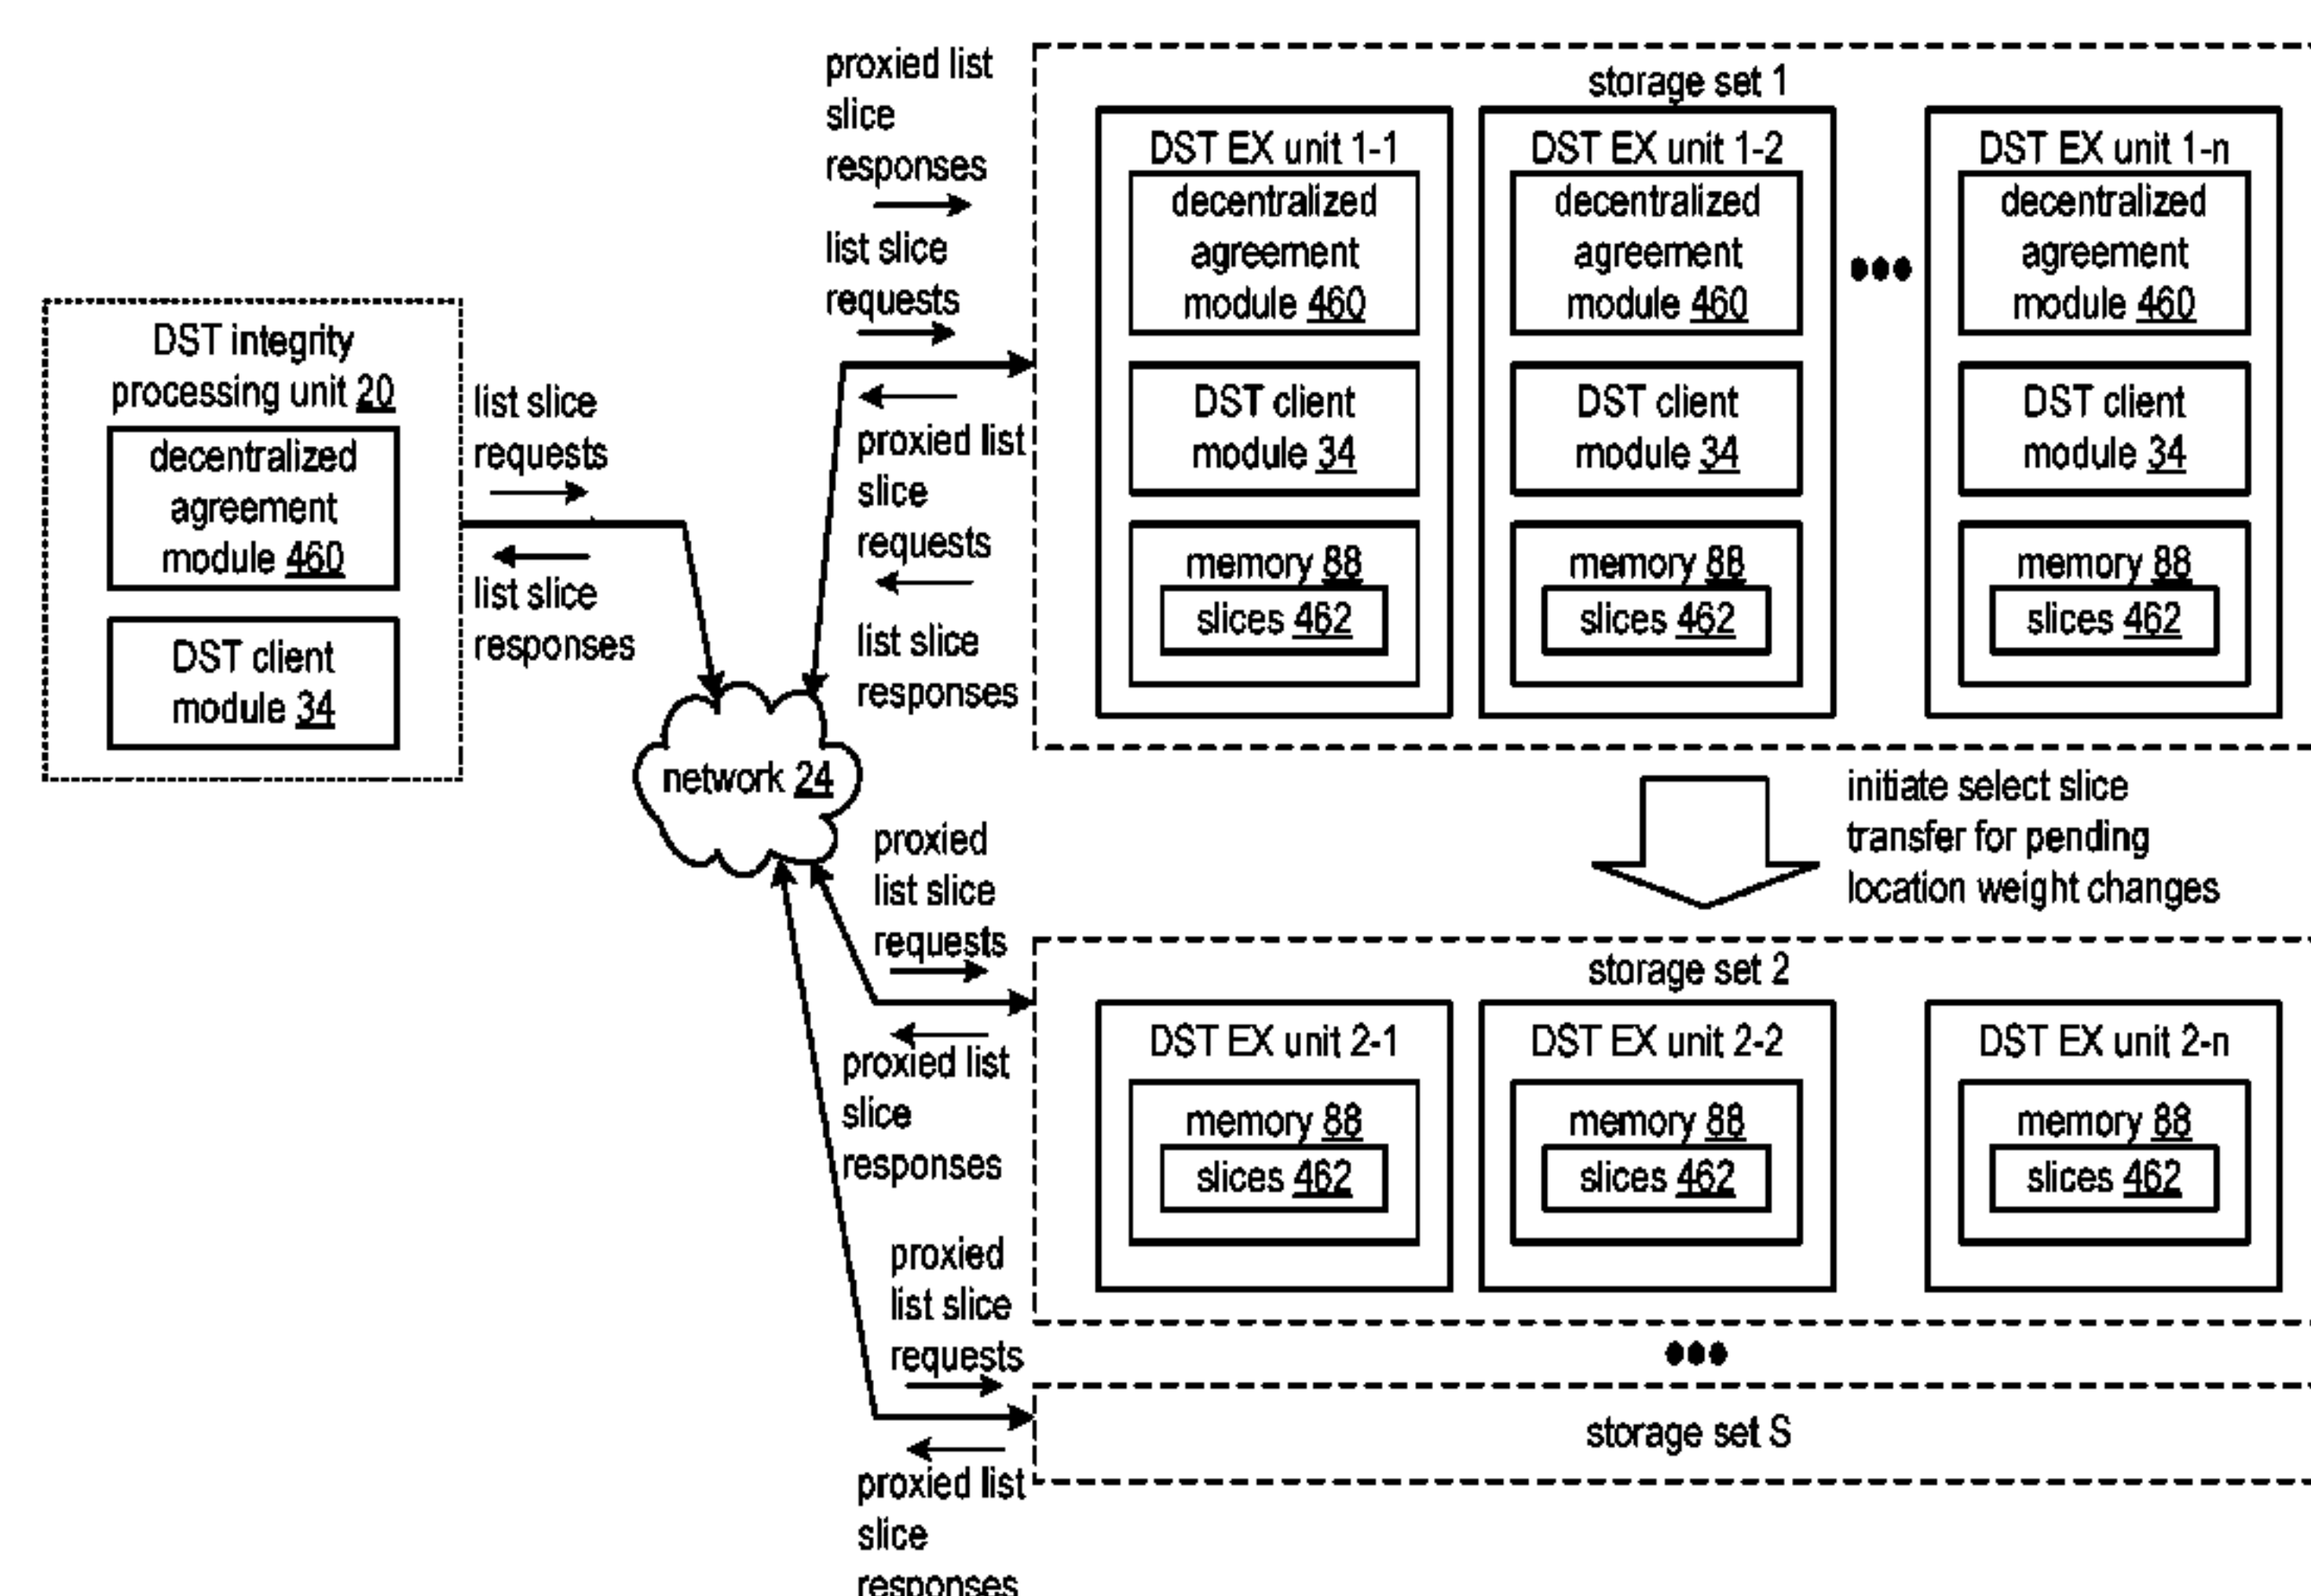 proxied list
slice
responses
list slice
requests
storage set 1
DST EX unit 1-1
decentralized
agreement
module 460
DST client
module 34
memory 88
slices 462
DST EX unit 1-2
decentralized
agreement
module 460
DST client
module 34
memory 88
slices 462
DST EX unit 1-n
decentralized
agreement
module 460
DST client
module 34
memory 88
slices 462
DST integrity
processing unit 20
decentralized
agreement
module 460
DST client
module 34
list slice
requests
list slice
responses
proxied list
slice
requests
list slice
responses
network 24
initiate select slice
transfer for pending
location weight changes
proxied
list slice
requests
proxied list
slice
responses
storage set 2
DST EX unit 2-1
memory 88
slices 462
DST EX unit 2-2
memory 88
slices 462
DST EX unit 2-n
memory 88
slices 462
proxied
list slice
requests
storage set S
proxied list
slice
responses